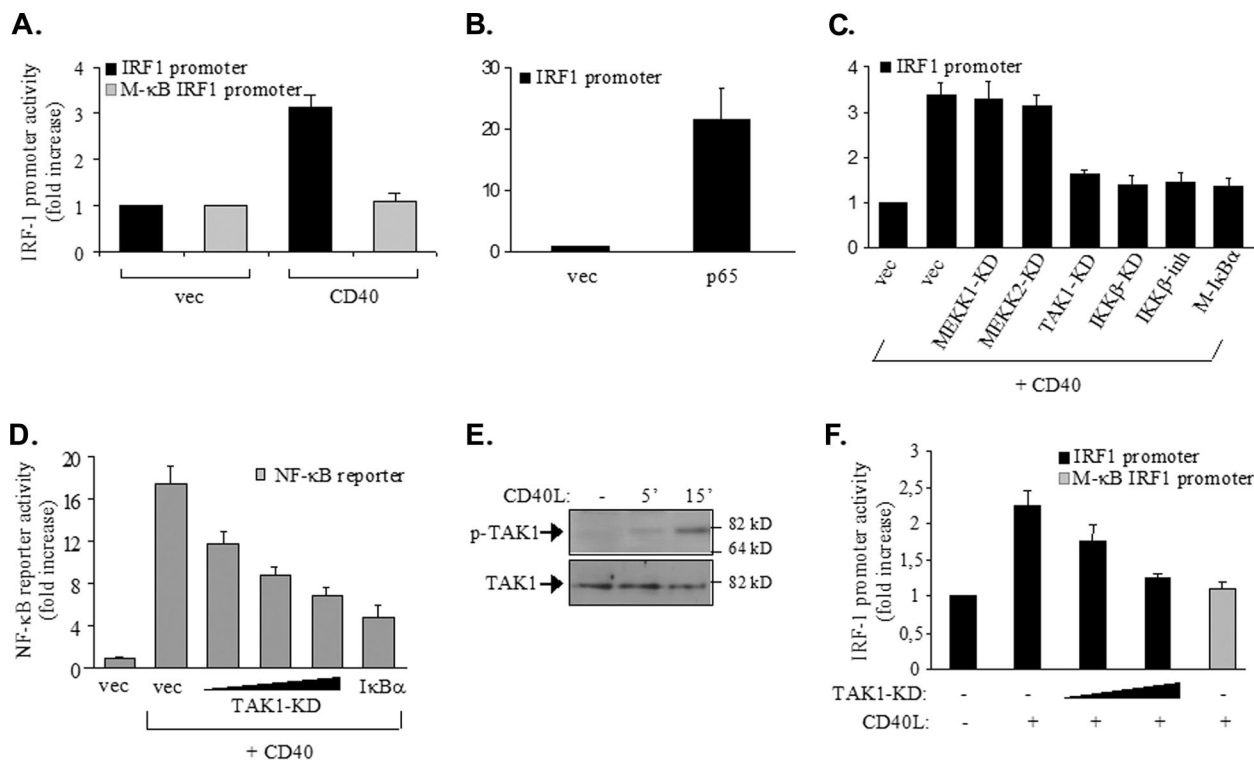 A.
IRF-1 promoter activity
(fold increase)
4
3
2
1
0
IRF1 promoter
M-κB IRF1 promoter
vec
CD40
B.
30
20
10
0
IRF1 promoter
vec
p65
C.
4
3
2
1
0
IRF1 promoter
vec
vec
MEKK1-KD
MEKK2-KD
TAK1-KD
IKKβ-KD
IKKβ-inh
M-IκBα
+ CD40
D.
NF-κB reporter activity
(fold increase)
20
16
12
8
4
0
NF-κB reporter
vec
vec
TAK1-KD
IκBα
+ CD40
E.
CD40L: - 5' 15'
p-TAK1
82 kD
64 kD
TAK1
82 kD
F.
IRF-1 promoter activity
(fold increase)
3
2,5
2
1,5
1
0,5
0
IRF1 promoter
M-κB IRF1 promoter
TAK1-KD: - - -
CD40L: - + + + +